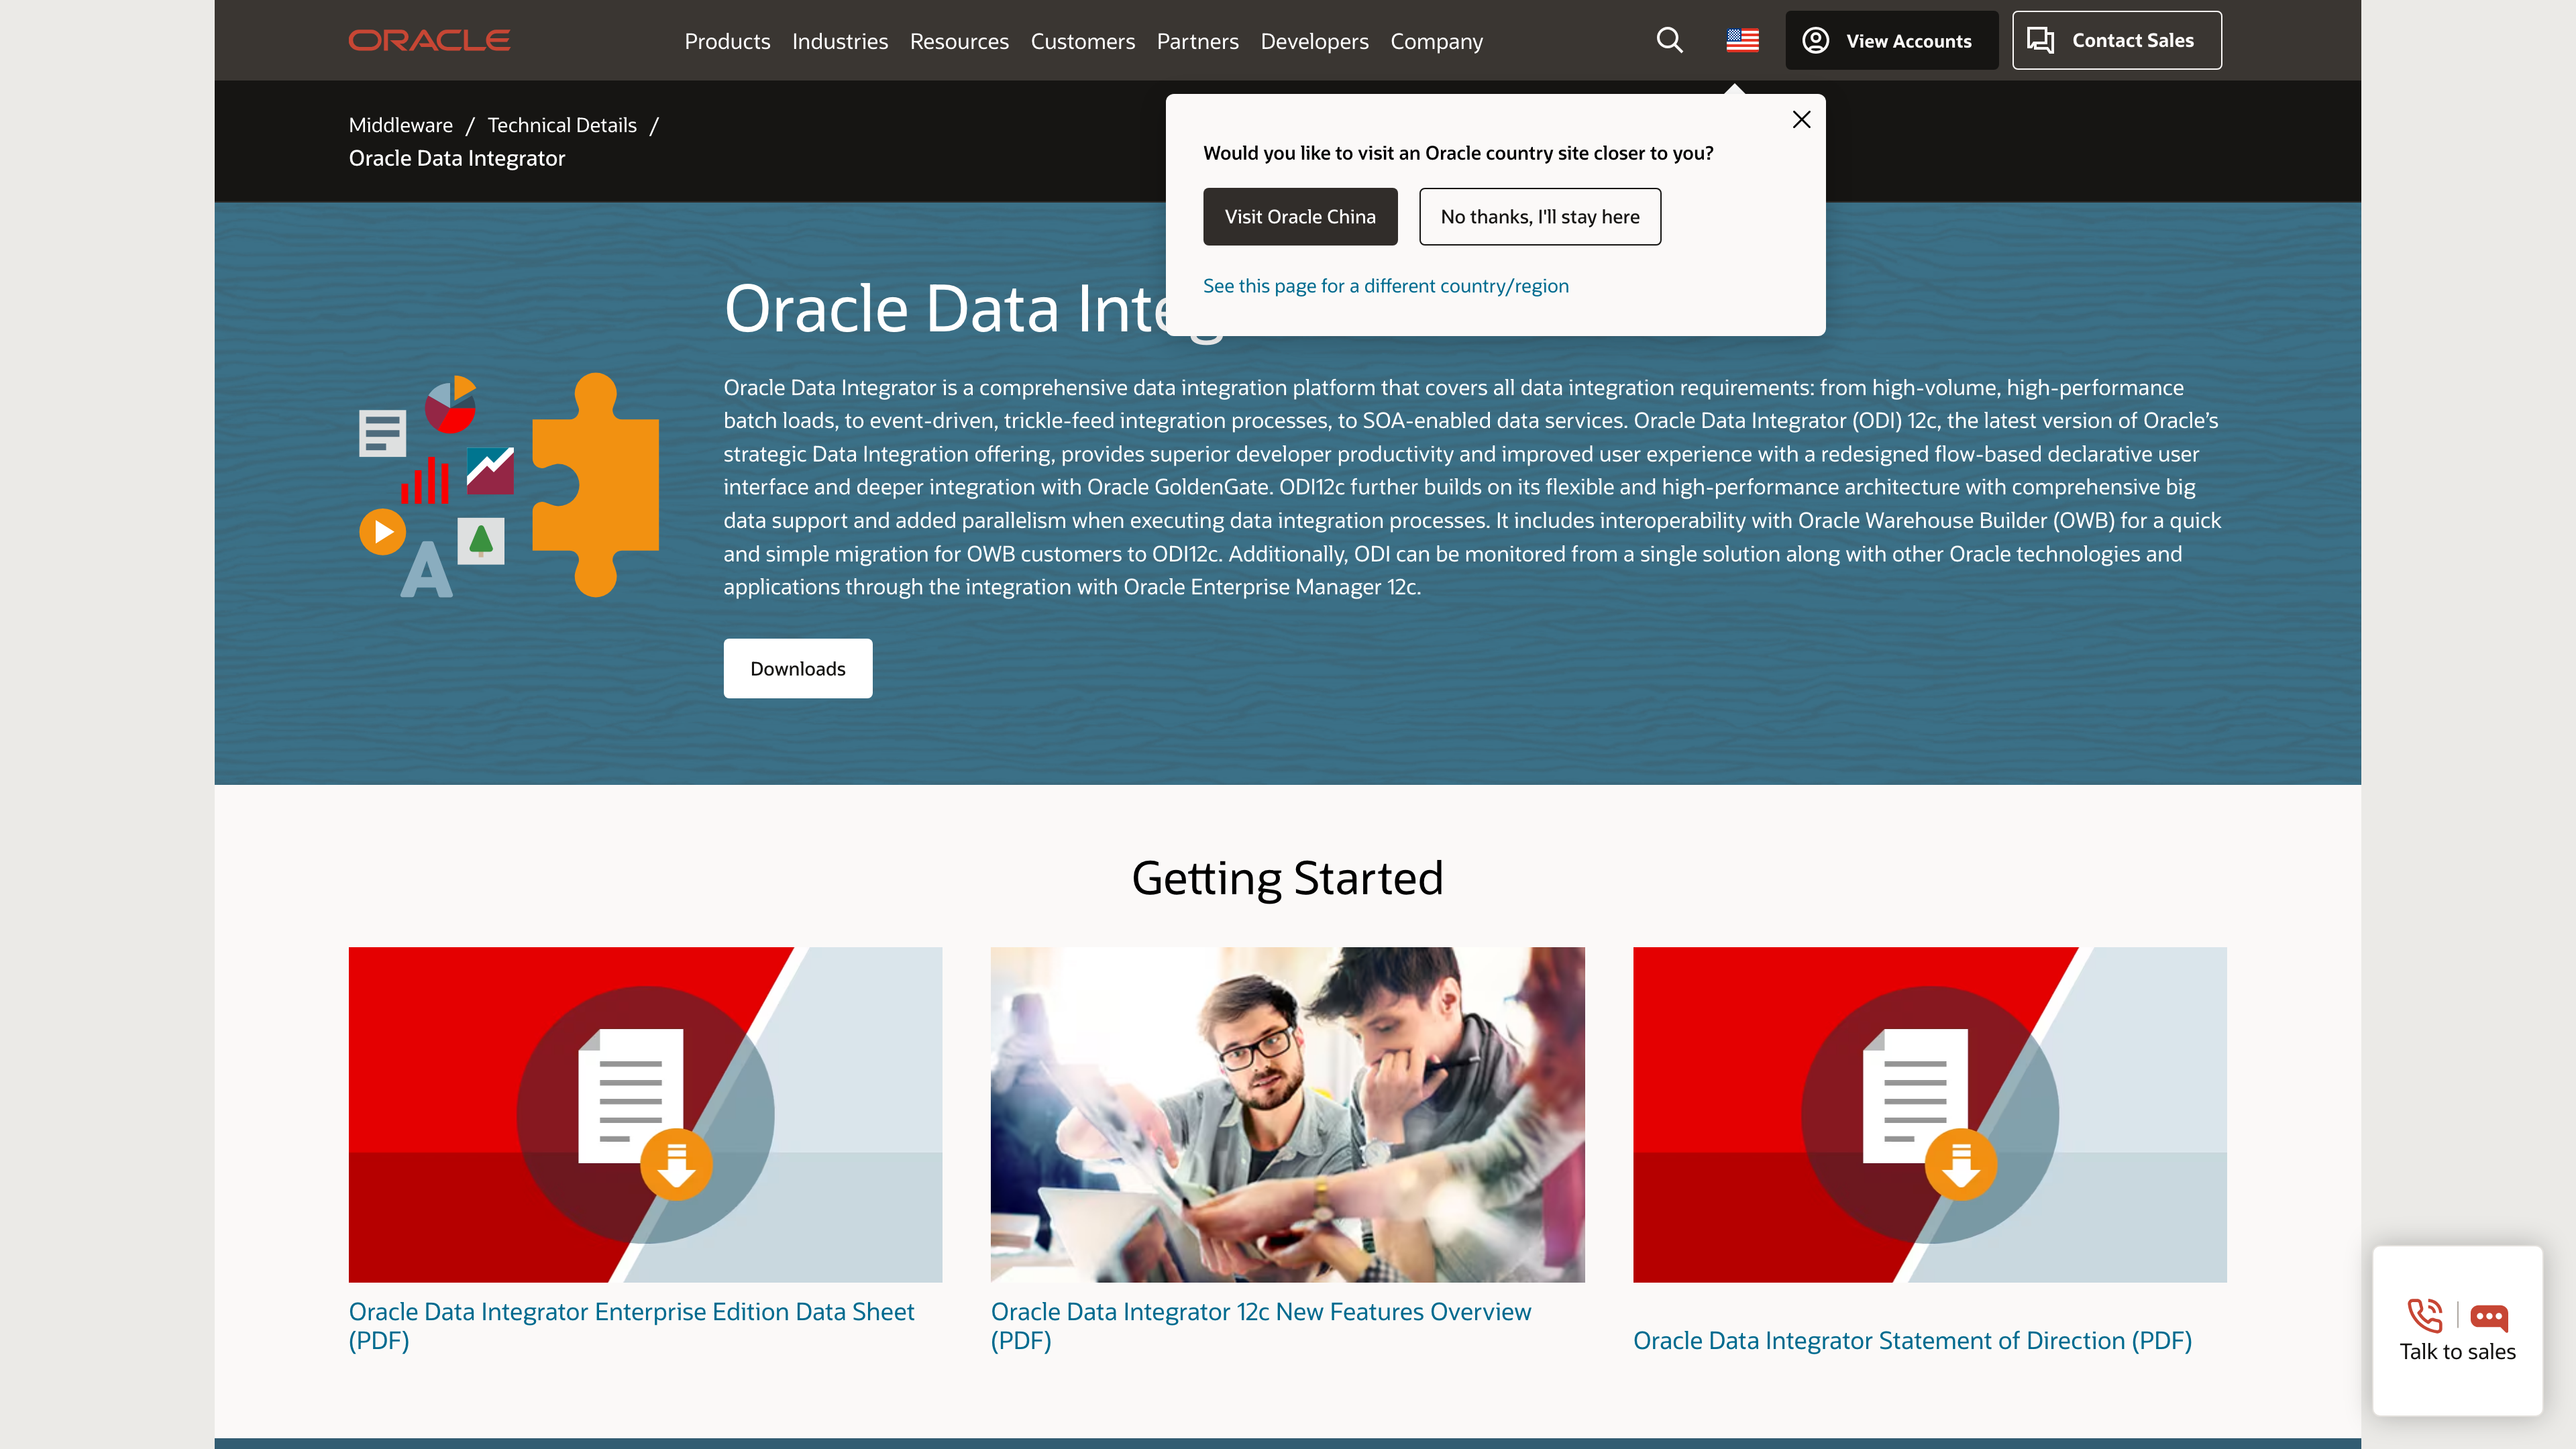 ORACLE
Products Industries Resources Customers Partners Developers Company
View Accounts
Contact Sales
Middleware / Technical Details /
Oracle Data Integrator
Would you like to visit an Oracle country site closer to you?
Visit Oracle China
No thanks, I'll stay here
See this page for a different country/region
Oracle Data Integ
Oracle Data Integrator is a comprehensive data integration platform that covers all data integration requirements: from high-volume, high-performance
batch loads, to event-driven, trickle-feed integration processes, to SOA-enabled data services. Oracle Data Integrator (ODI) 12c, the latest version of Oracle’s
strategic Data Integration offering, provides superior developer productivity and improved user experience with a redesigned flow-based declarative user
interface and deeper integration with Oracle GoldenGate. ODI12c further builds on its flexible and high-performance architecture with comprehensive big
data support and added parallelism when executing data integration processes. It includes interoperability with Oracle Warehouse Builder (OWB) for a quick
and simple migration for OWB customers to ODI12c. Additionally, ODI can be monitored from a single solution along with other Oracle technologies and
applications through the integration with Oracle Enterprise Manager 12c.
A
Downloads
Getting Started
Oracle Data Integrator Enterprise Edition Data Sheet
(PDF)
Oracle Data Integrator 12c New Features Overview
(PDF)
Oracle Data Integrator Statement of Direction (PDF)
Talk to sales